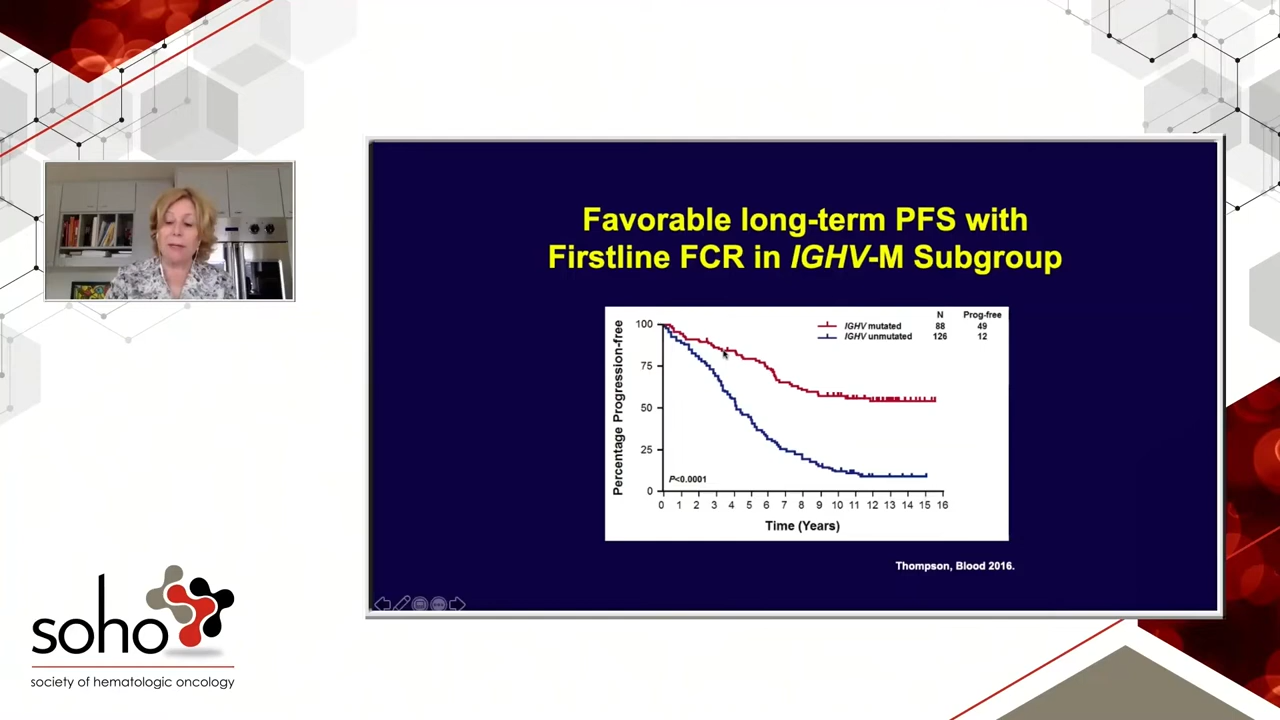 Favorable long-term PFS with
Firstline FCR in IGHV-M Subgroup
N Prog-free
IGHV mutated 88 49
IGHV unmutated 126 12
Percentage Progression-free
100
75
50
25
0
P<0.0001
0 1 2 3 4 5 6 7 8 9 10 11 12 13 14 15 16
Time (Years)
Thompson, Blood 2016.
soho
society of hematologic oncology